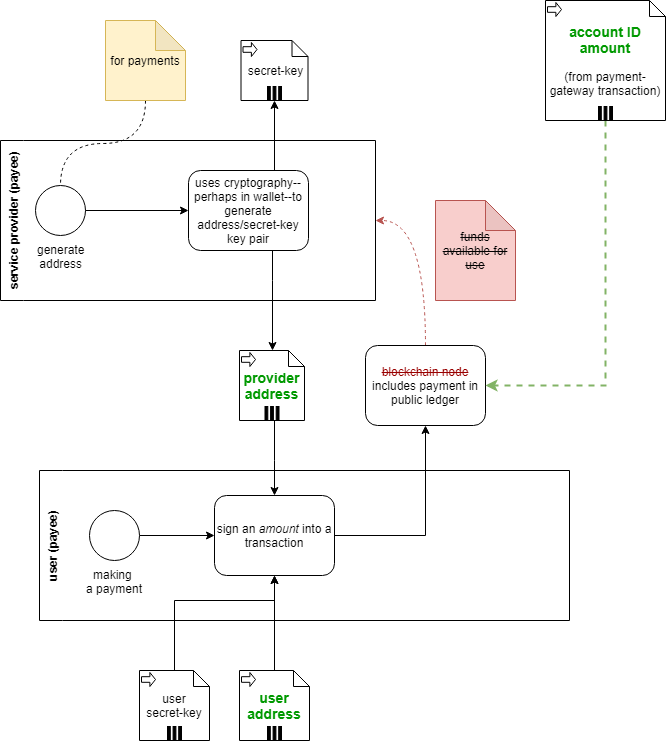 account ID
amount
(from payment-
gateway transaction)
for payments
secret-key
service provider (payee)
uses cryptography--
perhaps in wallet--to
generate
address/secret-key
key pair
generate
address
funds
available for
use
provider
address
blockchain node
includes payment in
public ledger
user (payee)
sign an amount into a
transaction
making
a payment
user
secret-key
user
address